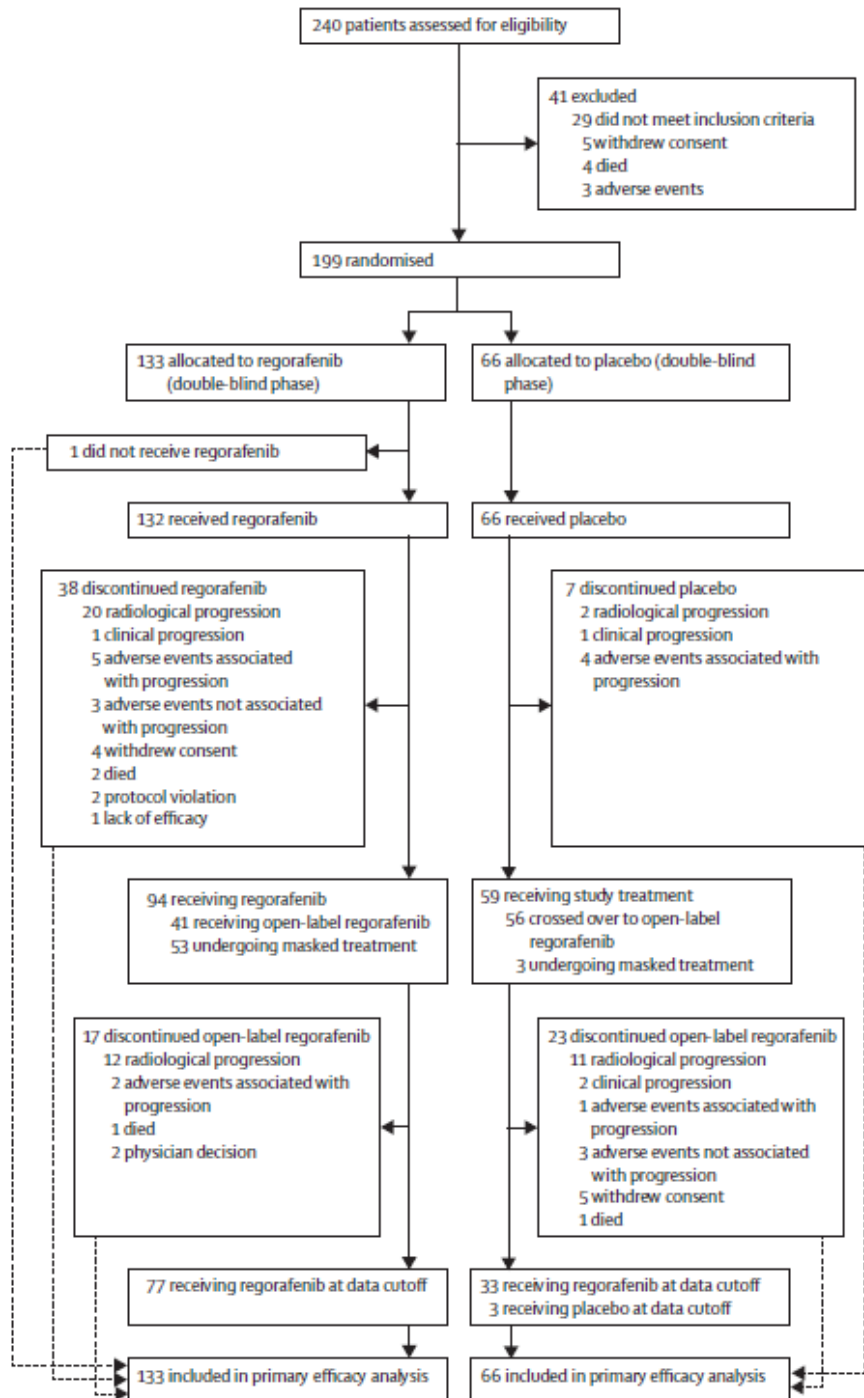 240 patients assessed for eligibility
41 excluded
29 did not meet inclusion criteria
5 withdrew consent
4 died
3 adverse events
199 randomised
133 allocated to regorafenib
(double-blind phase)
66 allocated to placebo (double-blind
phase)
1 did not receive regorafenib
132 received regorafenib
66 received placebo
38 discontinued regorafenib
20 radiological progression
1 clinical progression
5 adverse events associated
with progression
3 adverse events not associated
with progression
4 withdrew consent
2 died
2 protocol violation
1 lack of efficacy
7 discontinued placebo
2 radiological progression
1 clinical progression
4 adverse events associated with
progression
94 receiving regorafenib
41 receiving open-label regorafenib
53 undergoing masked treatment
59 receiving study treatment
56 crossed over to open-label
regorafenib
3 undergoing masked treatment
17 discontinued open-label regorafenib
12 radiological progression
2 adverse events associated with
progression
1 died
2 physician decision
23 discontinued open-label regorafenib
11 radiological progression
2 clinical progression
1 adverse events associated with
progression
3 adverse events not associated
with progression
5 withdrew consent
1 died
77 receiving regorafenib at data cutoff
33 receiving regorafenib at data cutoff
3 receiving placebo at data cutoff
133 included in primary efficacy analysis
66 included in primary efficacy analysis